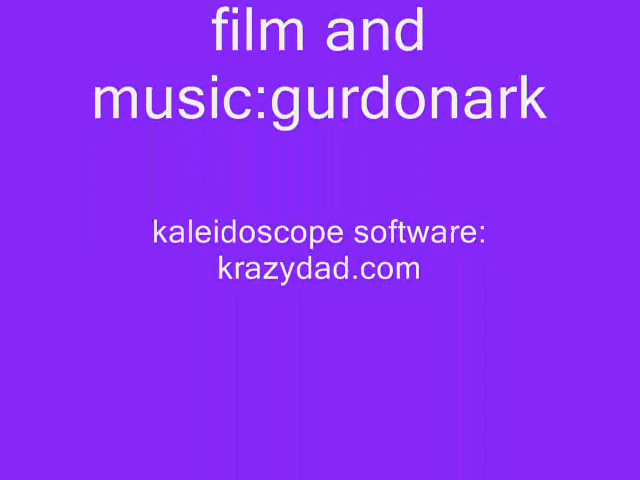 film and
music:gurdonark
kaleidoscope software:
krazydad.com